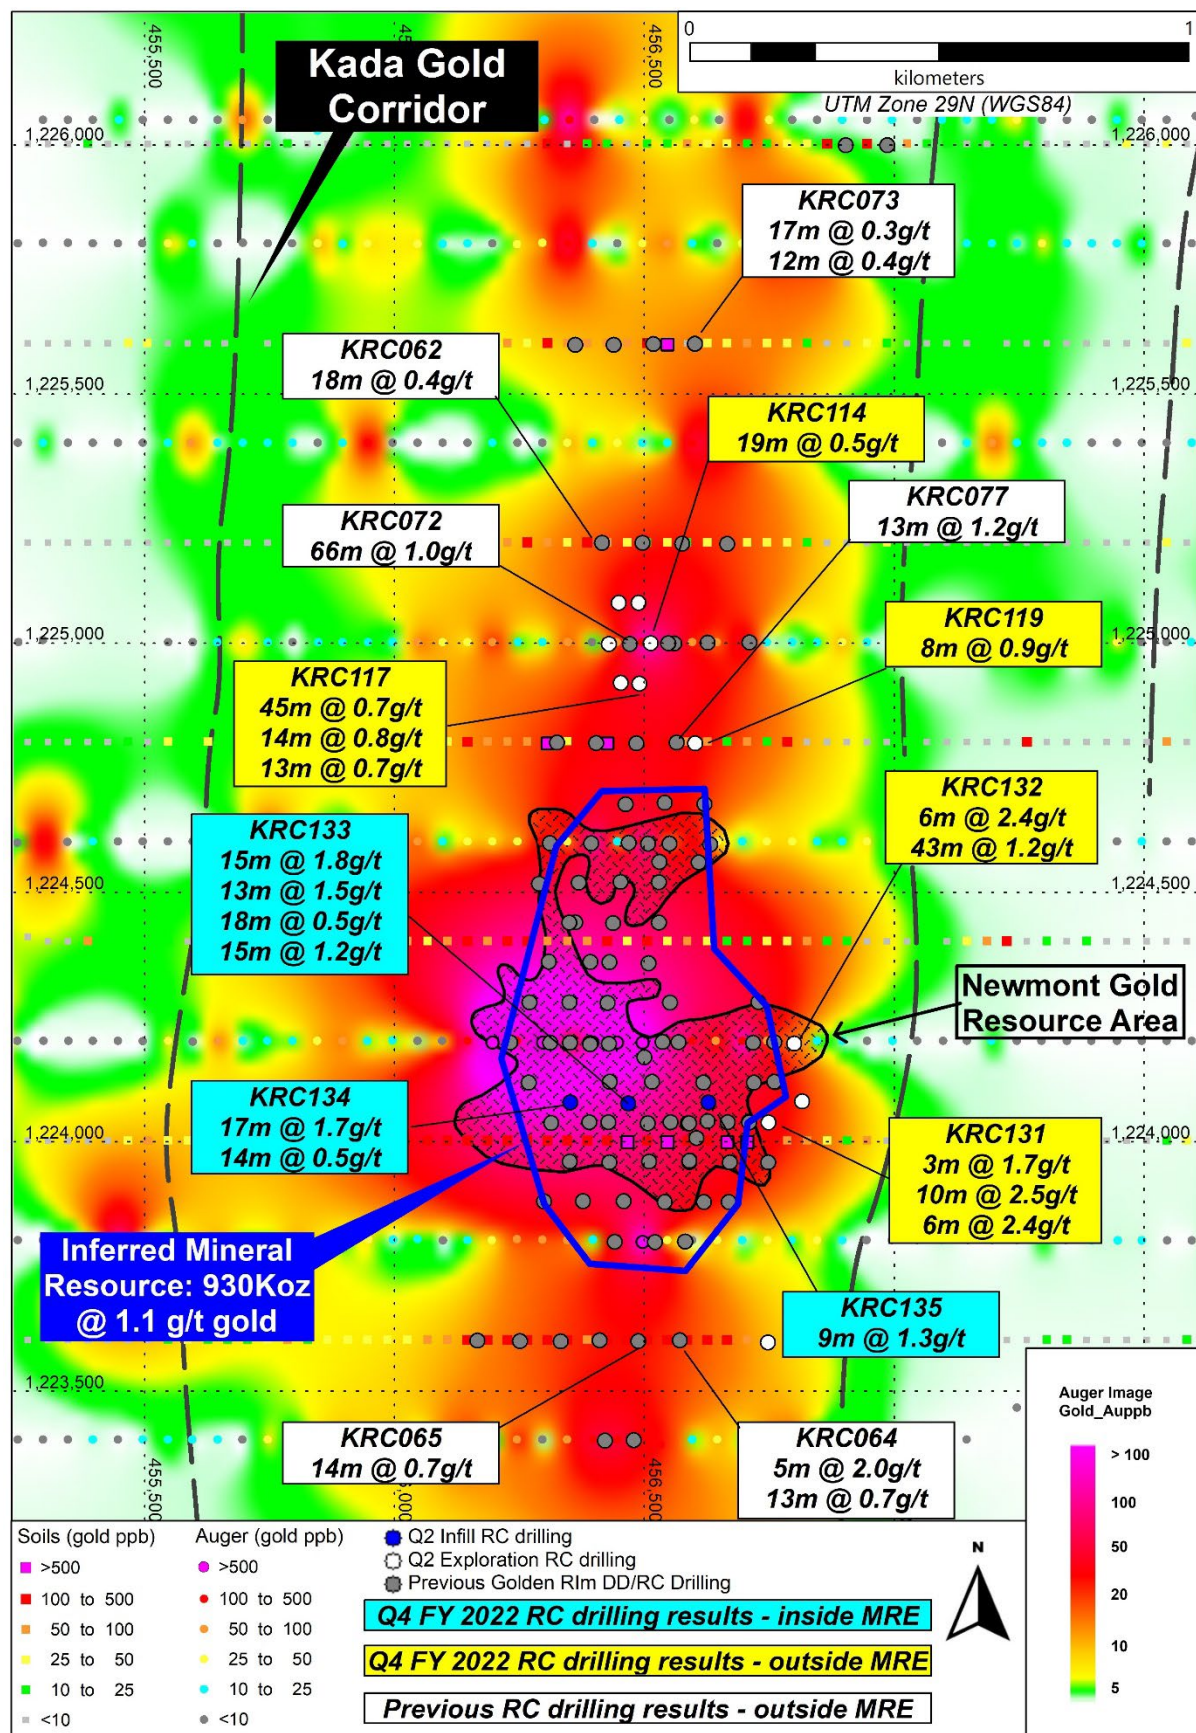 0 1
kilometers
UTM Zone 29N (WGS84)
455,500
456,500
Kada Gold
Corridor
1,226,000
1,226,000
KRC073
17m @ 0.3g/t
12m @ 0.4g/t
KRC062
18m @ 0.4g/t
1,225,500
1,225,500
KRC114
19m @ 0.5g/t
KRC077
13m @ 1.2g/t
KRC072
66m @ 1.0g/t
KRC119
8m @ 0.9g/t
1,225,000
1,225,000
KRC117
45m @ 0.7g/t
14m @ 0.8g/t
13m @ 0.7g/t
KRC132
6m @ 2.4g/t
43m @ 1.2g/t
KRC133
15m @ 1.8g/t
13m @ 1.5g/t
18m @ 0.5g/t
15m @ 1.2g/t
1,224,500
1,224,500
Newmont Gold
Resource Area
KRC134
17m @ 1.7g/t
14m @ 0.5g/t
1,224,000
1,224,000
KRC131
3m @ 1.7g/t
10m @ 2.5g/t
6m @ 2.4g/t
Inferred Mineral
Resource: 930Koz
@ 1.1 g/t gold
KRC135
9m @ 1.3g/t
1,223,500
KRC065
14m @ 0.7g/t
KRC064
5m @ 2.0g/t
13m @ 0.7g/t
455,500
456,500
Auger Image
Gold_Auppb
> 100
100
50
20
10
5
Soils (gold ppb)
>500
100 to 500
50 to 100
25 to 50
10 to 25
<10
Auger (gold ppb)
>500
100 to 500
50 to 100
25 to 50
10 to 25
<10
Q2 Infill RC drilling
Q2 Exploration RC drilling
Previous Golden RIm DD/RC Drilling
Q4 FY 2022 RC drilling results - inside MRE
Q4 FY 2022 RC drilling results - outside MRE
Previous RC drilling results - outside MRE
N